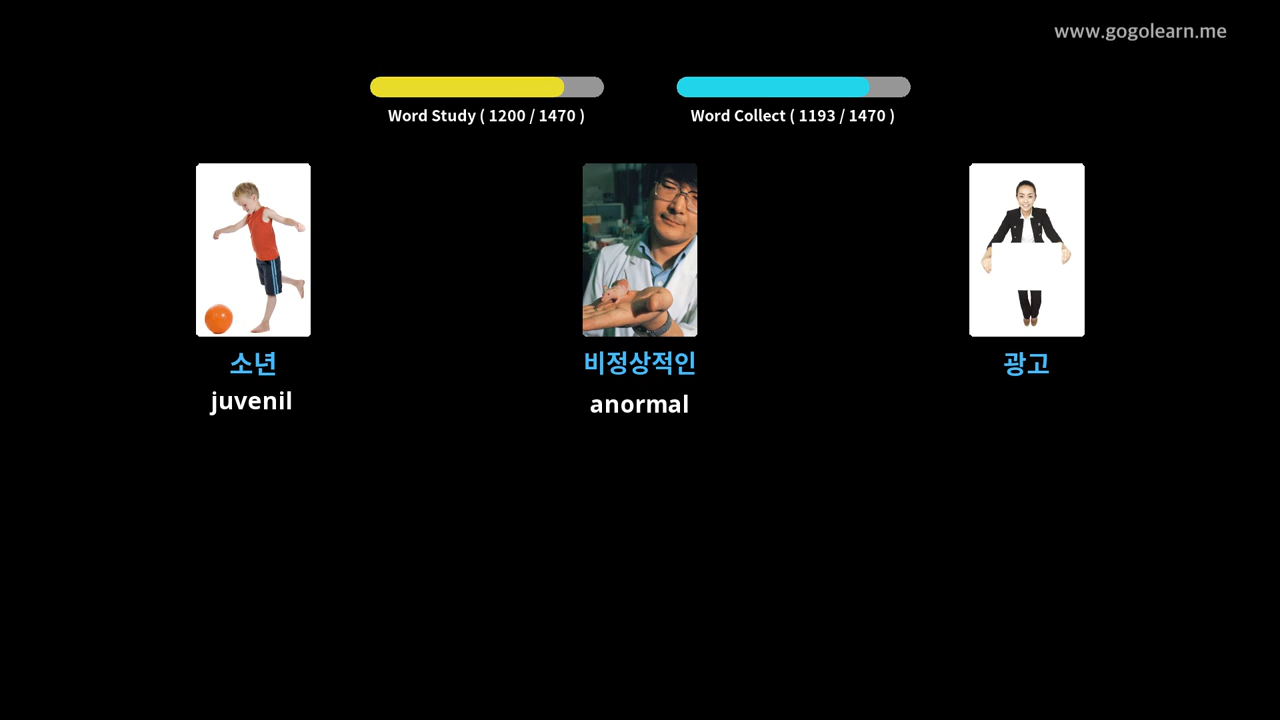 www.gogolearn.me
Word Study ( 1200 / 1470 )
Word Collect ( 1193 / 1470 )
소년
비정상적인
광고
juvenil
anormal